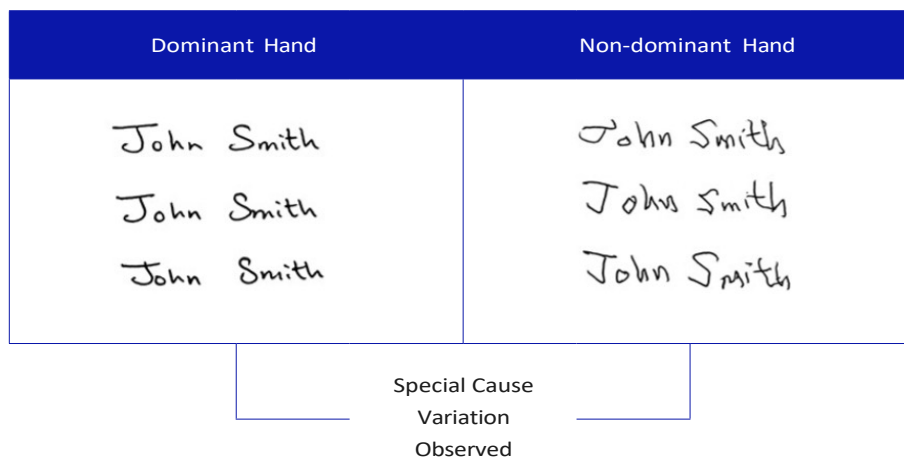 Dominant Hand
Non-dominant Hand
John Smith
John Smith
John Smith
John Smith
John Smith
John Smith
Special Cause
Variation
Observed